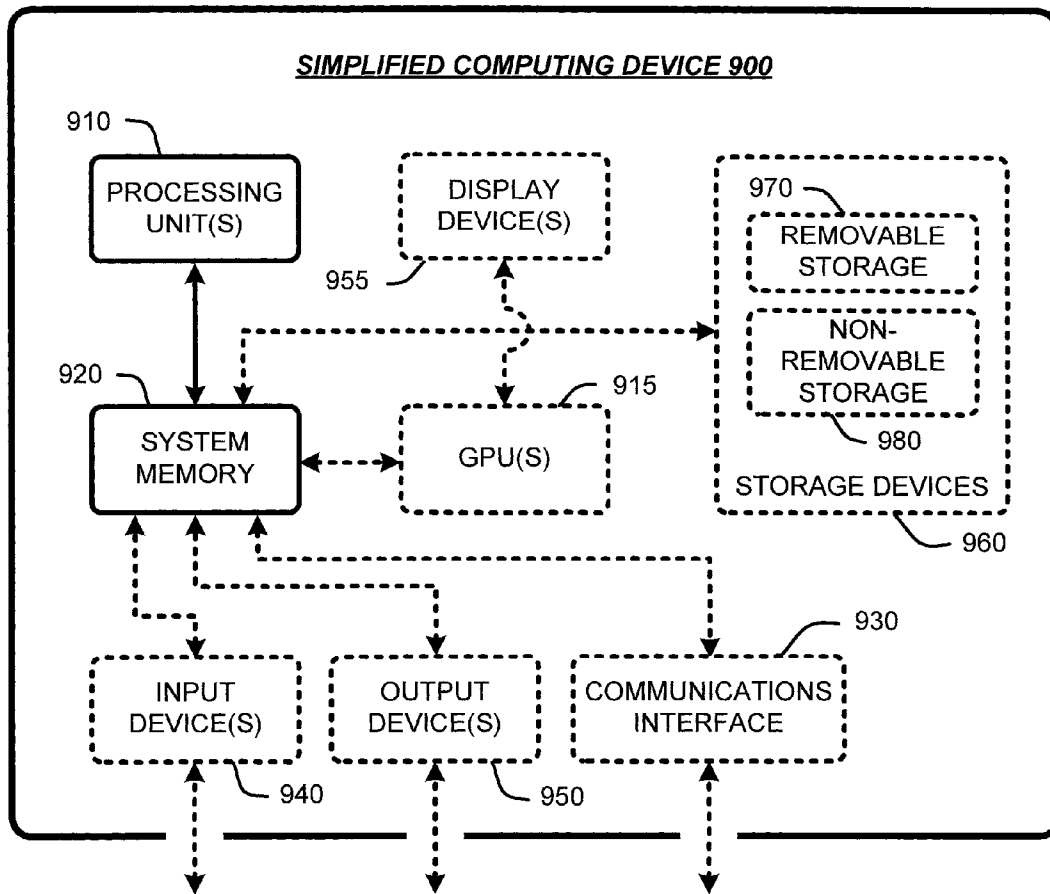 SIMPLIFIED COMPUTING DEVICE 900
910
PROCESSING
UNIT(S)
DISPLAY
DEVICE(S)
955
970
REMOVABLE
STORAGE
NON-
REMOVABLE
STORAGE
980
STORAGE DEVICES
960
920
SYSTEM
MEMORY
915
GPU(S)
930
INPUT
DEVICE(S)
940
OUTPUT
DEVICE(S)
950
COMMUNICATIONS
INTERFACE